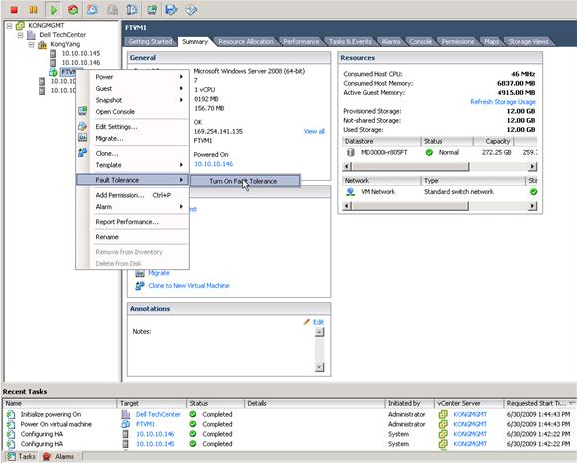 KONGMGMT
Dell TechCenter
KongYang
10.10.10.145
10.10.10.146
FTVM1
Getting Started Summary Resource Allocation Performance Tasks & Events Alarms Console Permissions Maps Storage Views
General
Microsoft Windows Server 2008 (64-bit)
7
1 vCPU
8192 MB
156.70 MB
OK
169.254.141.135 View all
FTVM1
Powered On
10.10.10.146
Resources
Consumed Host CPU: 46 MHz
Consumed Host Memory: 6837.00 MB
Active Guest Memory: 4915.00 MB
Refresh Storage Usage
Provisioned Storage: 12.00 GB
Not-shared Storage: 12.00 GB
Used Storage: 12.00 GB
Datastore Status Capacity
MD3000i-r805FT Normal 272.25 GB 259.
Network Type
VM Network Standard switch network
Power
Guest
Snapshot
Open Console
Edit Settings...
Migrate...
Clone...
Template
Fault Tolerance
Turn On Fault Tolerance
Add Permission... Ctrl+P
Alarm
Report Performance...
Rename
Remove from Inventory
Delete from Disk
Migrate
Clone to New Virtual Machine
Annotations
Edit
Notes:
Recent Tasks
Name Target Status Details Initiated by vCenter Server Requested Start Ti...
Initialize powering On Dell TechCenter Completed Administrator KONGMGMT 6/30/2009 1:44:43 PM
Power On virtual machine FTVM1 Completed Administrator KONGMGMT 6/30/2009 1:44:43 PM
Configuring HA 10.10.10.146 Completed System KONGMGMT 6/30/2009 1:42:22 PM
Configuring HA 10.10.10.145 Completed System KONGMGMT 6/30/2009 1:42:22 PM
Tasks Alarms